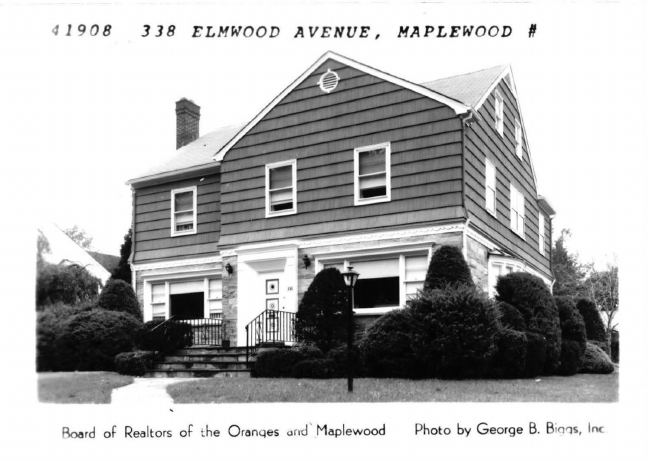 41908 338 ELMWOOD AVENUE, MAPLEWOOD #
Board of Realtors of the Oranges and Maplewood Photo by George B. Biggs, Inc